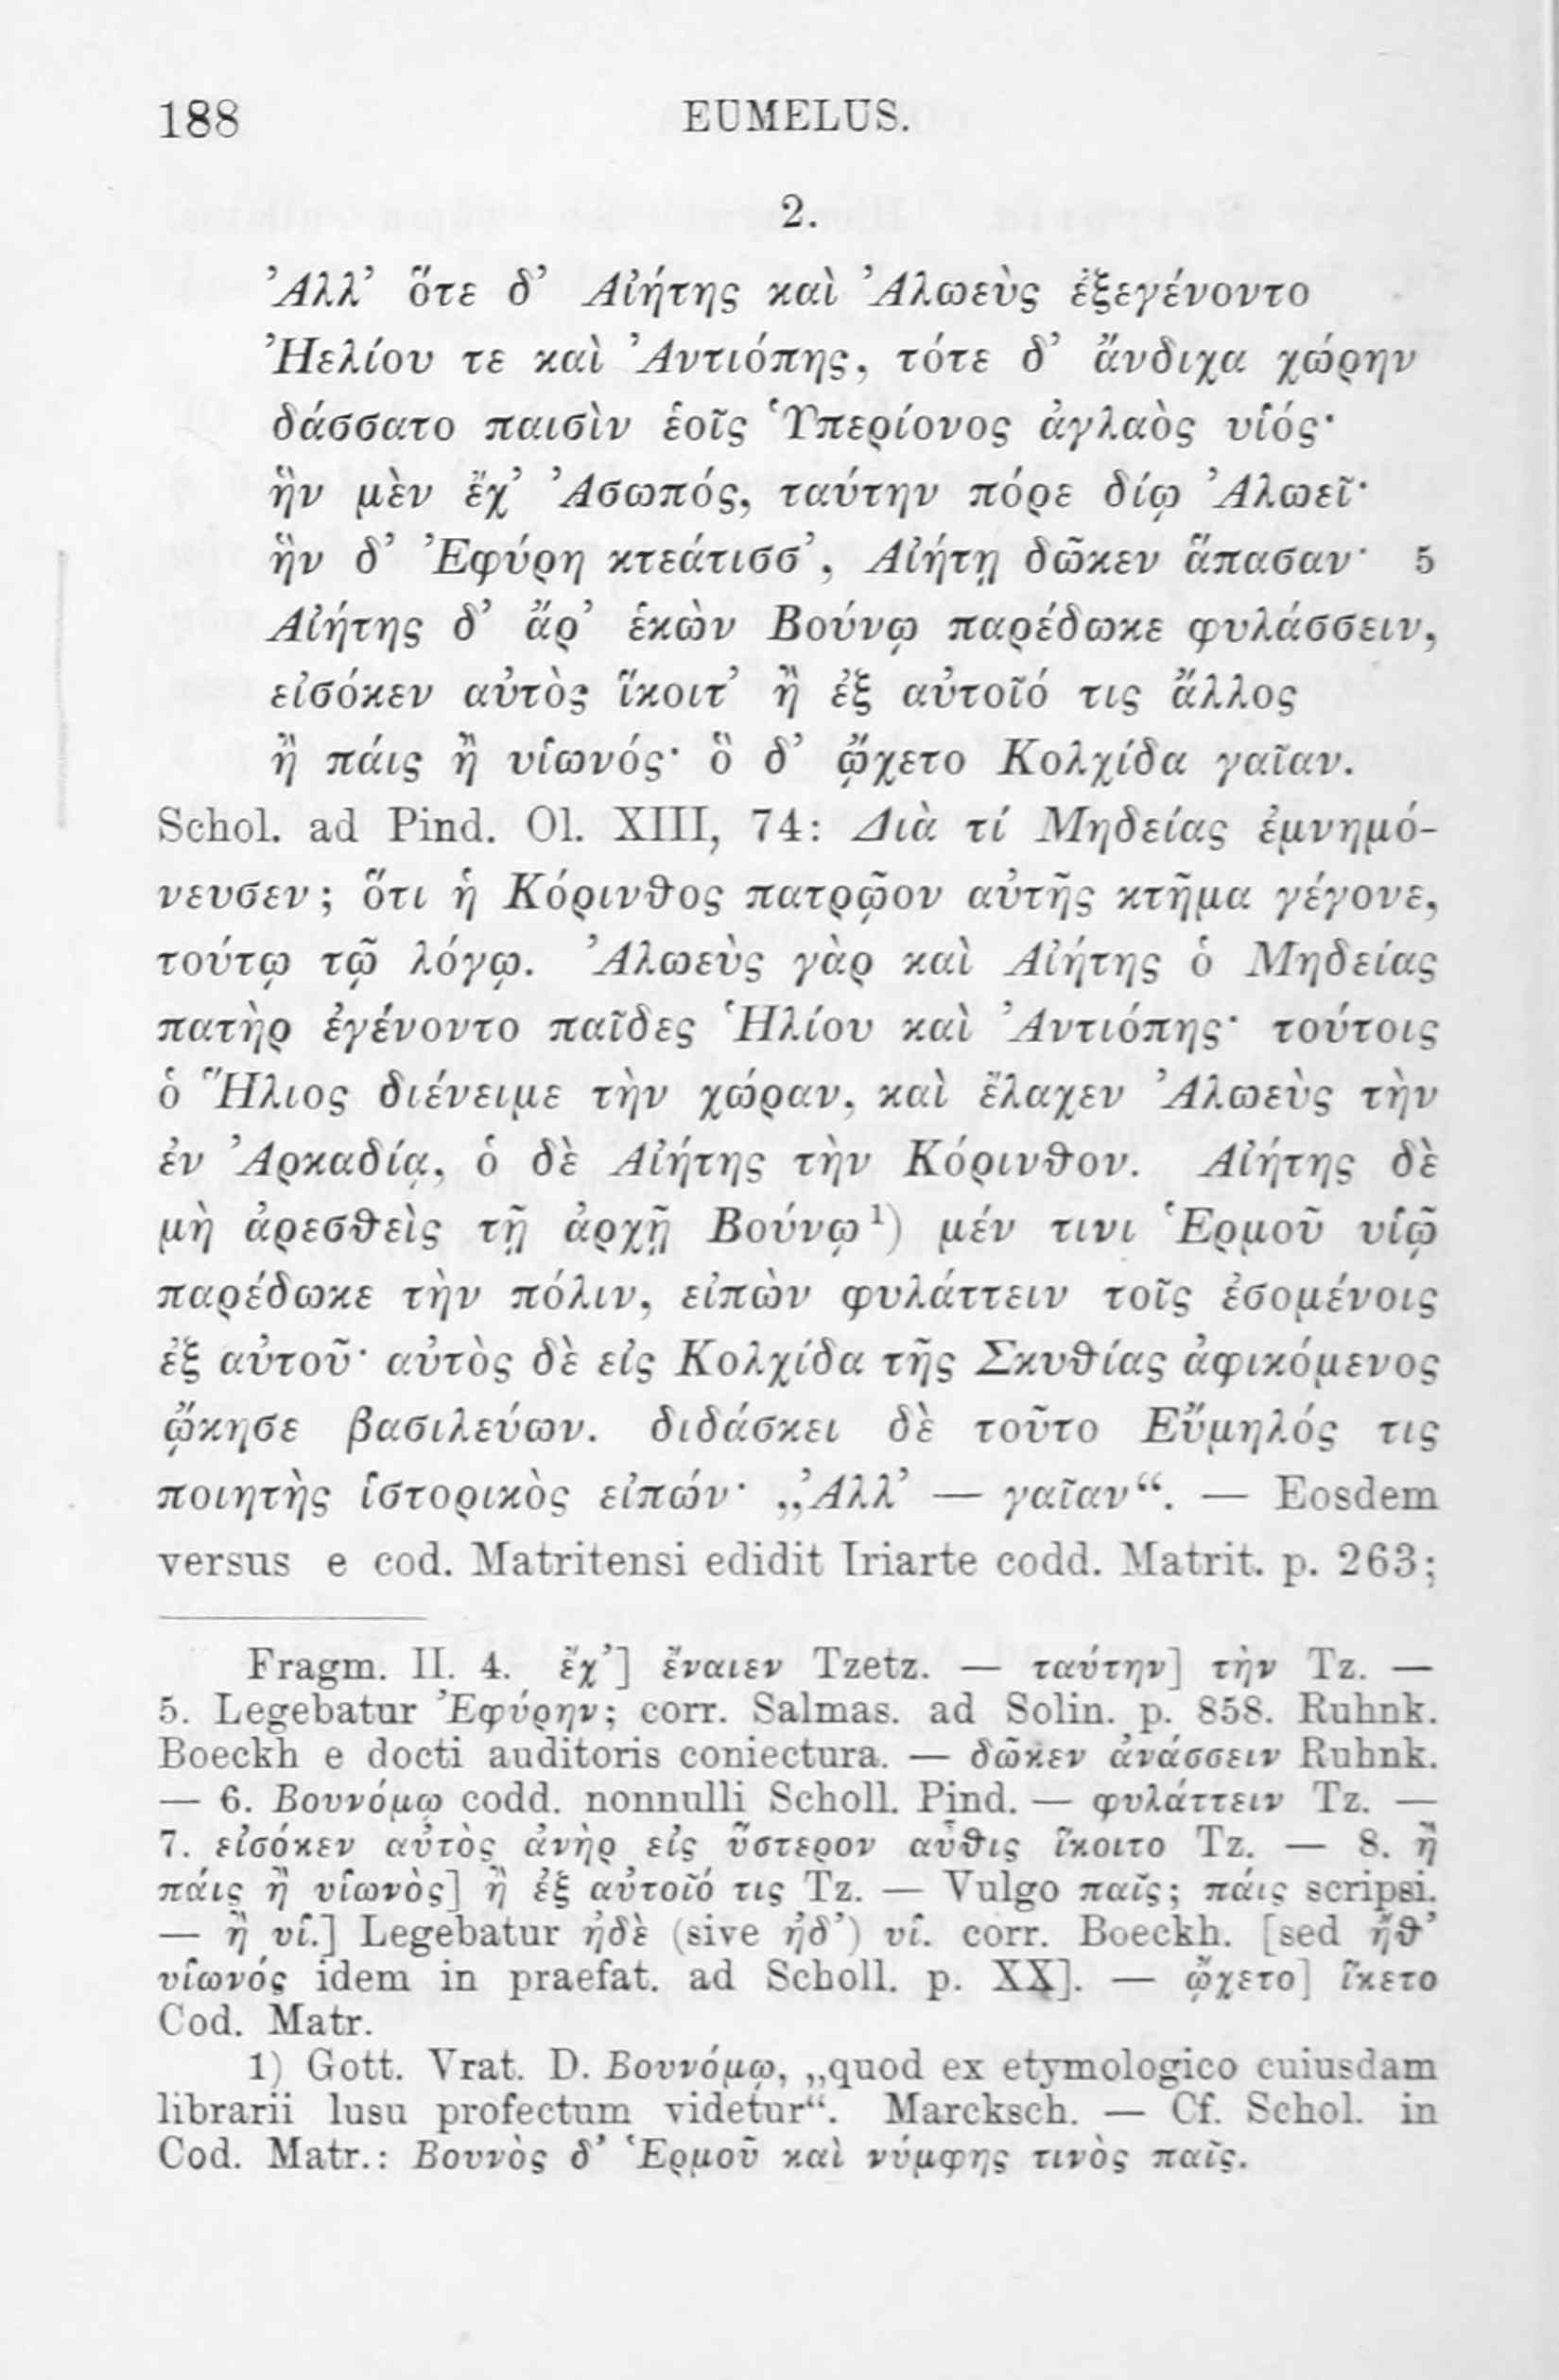 188 EUMELUS.
2.
Ἀλλ’ ὅτε δ’ Αἰήτης καὶ Ἀλωεὺς ἐξεγένοντο
Ἠελίου τε καὶ Ἀντιόπης, τότε δ’ ἄνδιχα χώρην
δάσσατο παισὶν ἑοῖς Ὑπερίονος ἀγλαὸς υἱός·
ἣν μὲν ἔχ’ Ἀσωπός, ταύτην πόρε δίῳ Ἀλωεῖ·
ἣν δ’ Ἐφύρη κτεάτισσ’, Αἰήτῃ δῶκεν ἅπασαν· 5
Αἰήτης δ’ ἄρ’ ἑκὼν Βούνῳ παρέδωκε φυλάσσειν,
εἰσόκεν αὐτὸς ἵκοιτ’ ἢ ἐξ αὐτοῖό τις ἄλλος
ἢ πάις ἢ υἱωνός· ὃ δ’ ᾤχετο Κολχίδα γαῖαν.
Schol. ad Pind. Ol. XIII, 74: Διὰ τί Μηδείας ἐμνημό-
νευσεν; ὅτι ἡ Κόρινθος πατρῷον αὐτῆς κτῆμα γέγονε,
τούτῳ τῷ λόγῳ. Ἀλωεὺς γὰρ καὶ Αἰήτης ὁ Μηδείας
πατὴρ ἐγένοντο παῖδες Ἡλίου καὶ Ἀντιόπης· τούτοις
ὁ Ἥλιος διένειμε τὴν χώραν, καὶ ἔλαχεν Ἀλωεὺς τὴν
ἐν Ἀρκαδίᾳ, ὁ δὲ Αἰήτης τὴν Κόρινθον. Αἰήτης δὲ
μὴ ἀρεσθεὶς τῇ ἀρχῇ Βούνῳ¹) μέν τινι Ἑρμοῦ υἱῷ
παρέδωκε τὴν πόλιν, εἰπὼν φυλάττειν τοῖς ἐσομένοις
ἐξ αὐτοῦ· αὐτὸς δὲ εἰς Κολχίδα τῆς Σκυθίας ἀφικόμενος
ᾤκησε βασιλεύων. διδάσκει δὲ τοῦτο Εὔμηλός τις
ποιητὴς ἱστορικὸς εἰπών· „Ἀλλ’ — γαῖαν“. — Eosdem
versus e cod. Matritensi edidit Iriarte codd. Matrit. p. 263;
Fragm. II. 4. ἔχ’] ἔναιεν Tzetz. — ταύτην] τὴν Tz. —
5. Legebatur Ἐφύρην; corr. Salmas. ad Solin. p. 858. Ruhnk.
Boeckh e docti auditoris coniectura. — δῶκεν ἀνάσσειν Ruhnk.
— 6. Βουνόμῳ codd. nonnulli Scholl. Pind. — φυλάττειν Tz. —
7. εἰσόκεν αὐτὸς ἀνὴρ εἰς ὕστερον αὖθις ἵκοιτο Tz. — 8. ἢ
πάις ἢ υἱωνὸς] ἢ ἐξ αὐτοῖό τις Tz. — Vulgo παῖς; πάις scripsi.
— ἢ υἱ.] Legebatur ἠδὲ (sive ἠδ’) υἱ. corr. Boeckh. [sed ἤθ’
υἱωνός idem in praefat. ad Scholl. p. XX]. — ᾤχετο] ἵκετο
Cod. Matr.
1) Gott. Vrat. D. Βουνόμῳ, „quod ex etymologico cuiusdam
librarii lusu profectum videtur“. Marcksch. — Cf. Schol. in
Cod. Matr.: Βουνὸς δ’ Ἑρμοῦ καὶ νύμφης τινὸς παῖς.